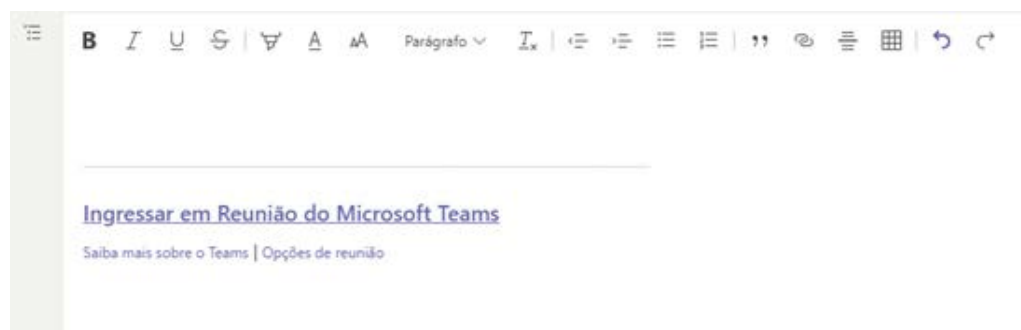 B I U S A AA Parágrafo
Ingressar em Reunião do Microsoft Teams
Saiba mais sobre o Teams | Opções de reunião